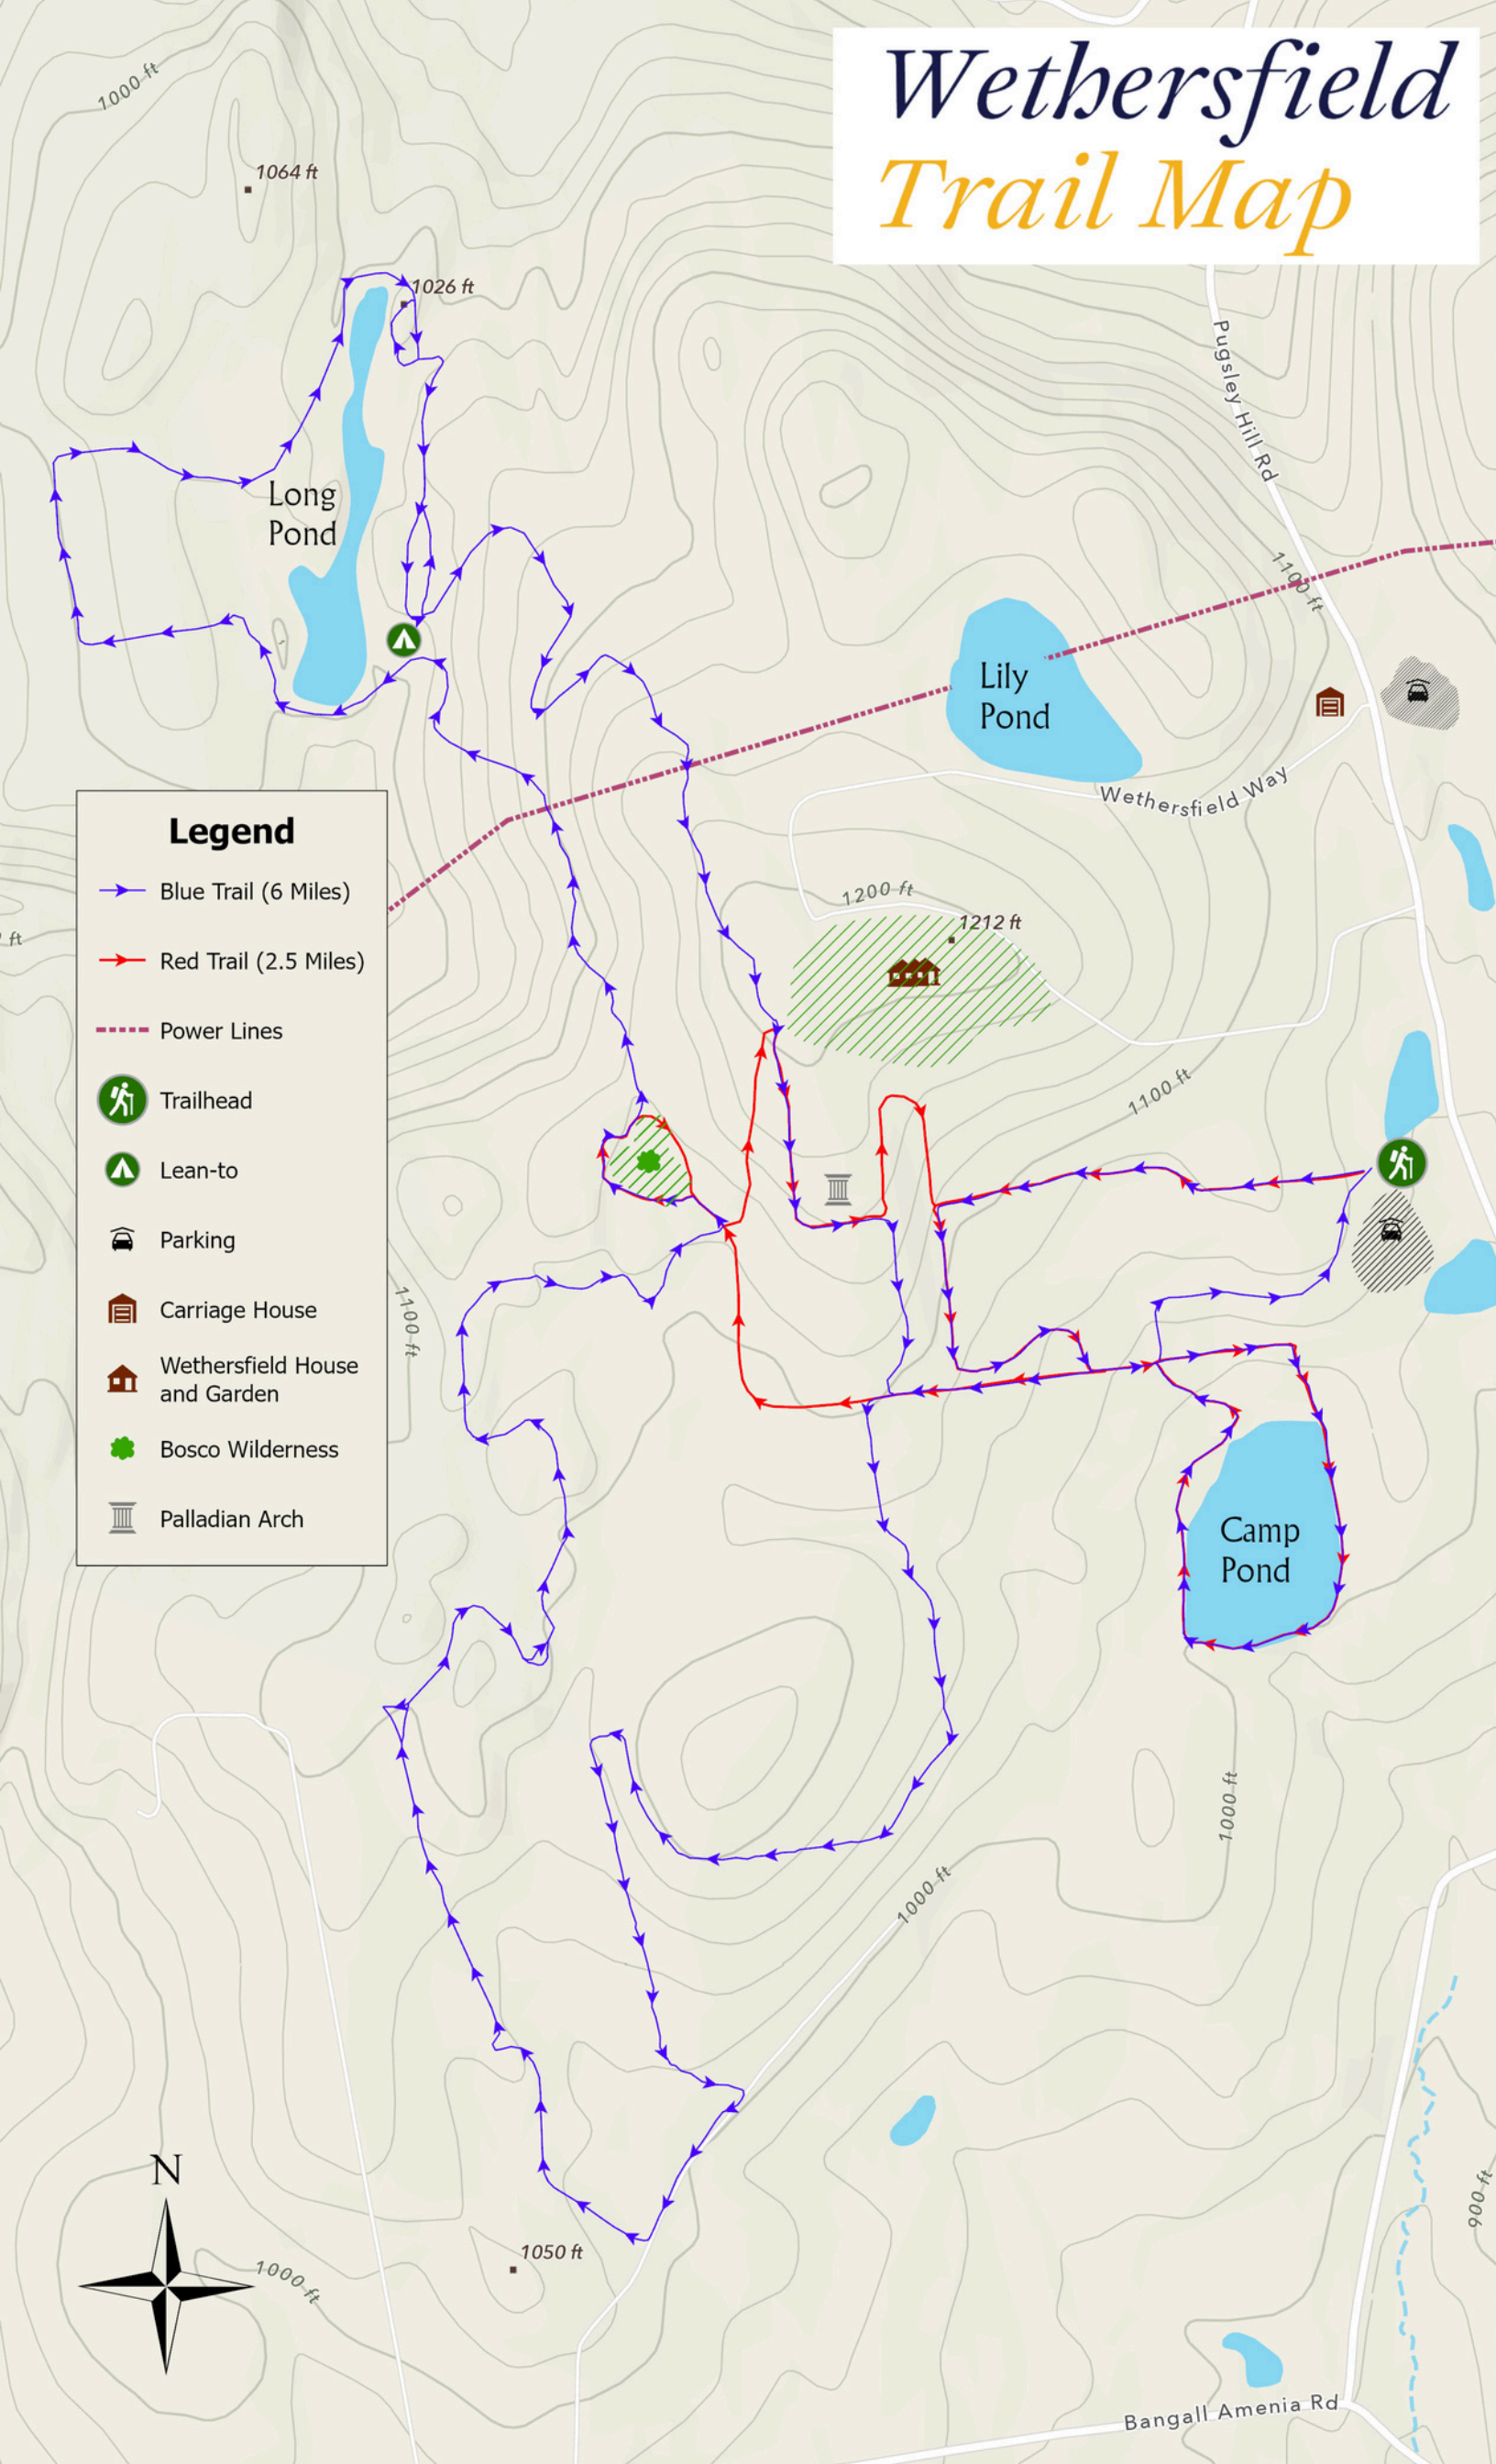 Wethersfield
Trail Map
1000 ft
1064 ft
1026 ft
Pugsley Hill Rd
Long
Pond
1100 ft
Lily
Pond
Wethersfield Way
Legend
Blue Trail (6 Miles)
Red Trail (2.5 Miles)
Power Lines
Trailhead
Lean-to
Parking
Carriage House
Wethersfield House
and Garden
Bosco Wilderness
Palladian Arch
ft
1200 ft
1212 ft
1100 ft
1100 ft
Camp
Pond
1000 ft
1000 ft
N
1050 ft
1000 ft
900 ft
Bangall Amenia Rd